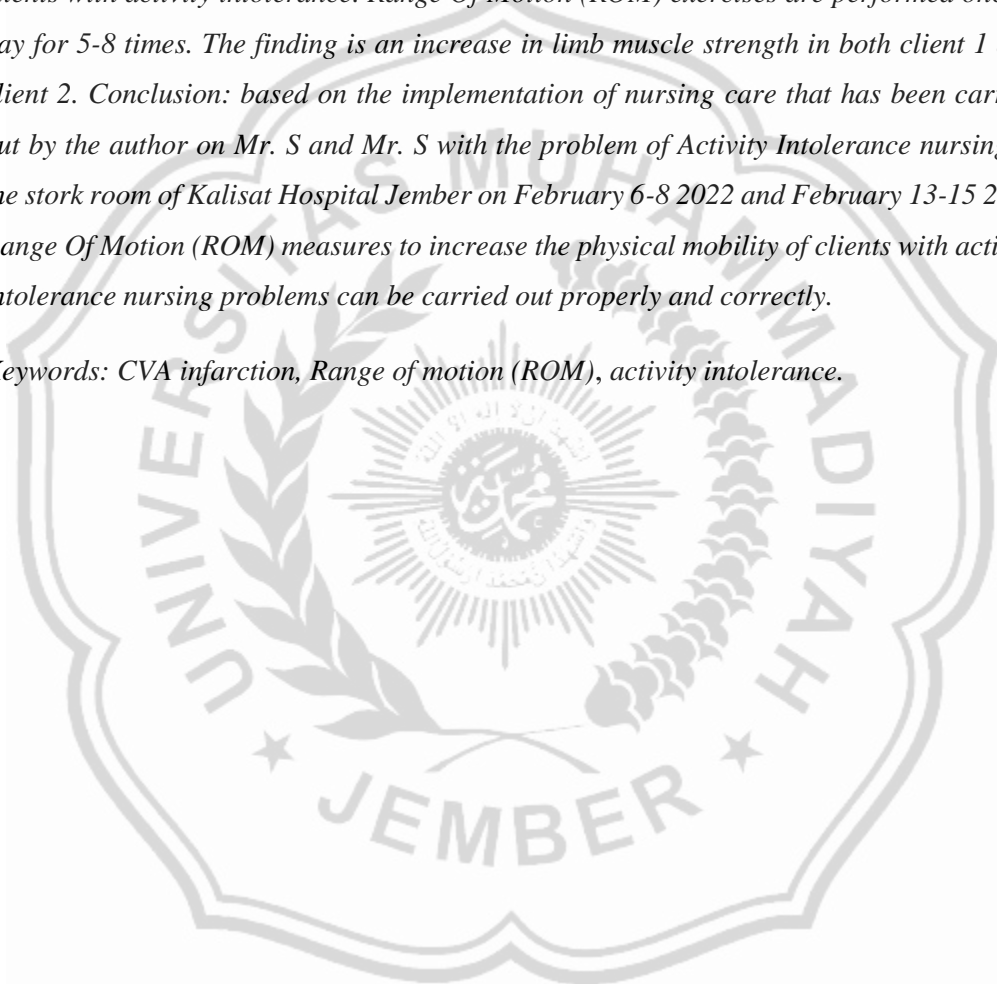 lients with activity intolerance. Range Of Motion (ROM) exercises are performed on
ay for 5-8 times. The finding is an increase in limb muscle strength in both client 1
lient 2. Conclusion: based on the implementation of nursing care that has been carr
ut by the author on Mr. S and Mr. S with the problem of Activity Intolerance nursing
he stork room of Kalisat Hospital Jember on February 6-8 2022 and February 13-15 2
ange Of Motion (ROM) measures to increase the physical mobility of clients with acti
ntolerance nursing problems can be carried out properly and correctly.
Keywords: CVA infarction, Range of motion (ROM), activity intolerance.
UNIVERSITAS MUHAMMADIYAH
JEMBER